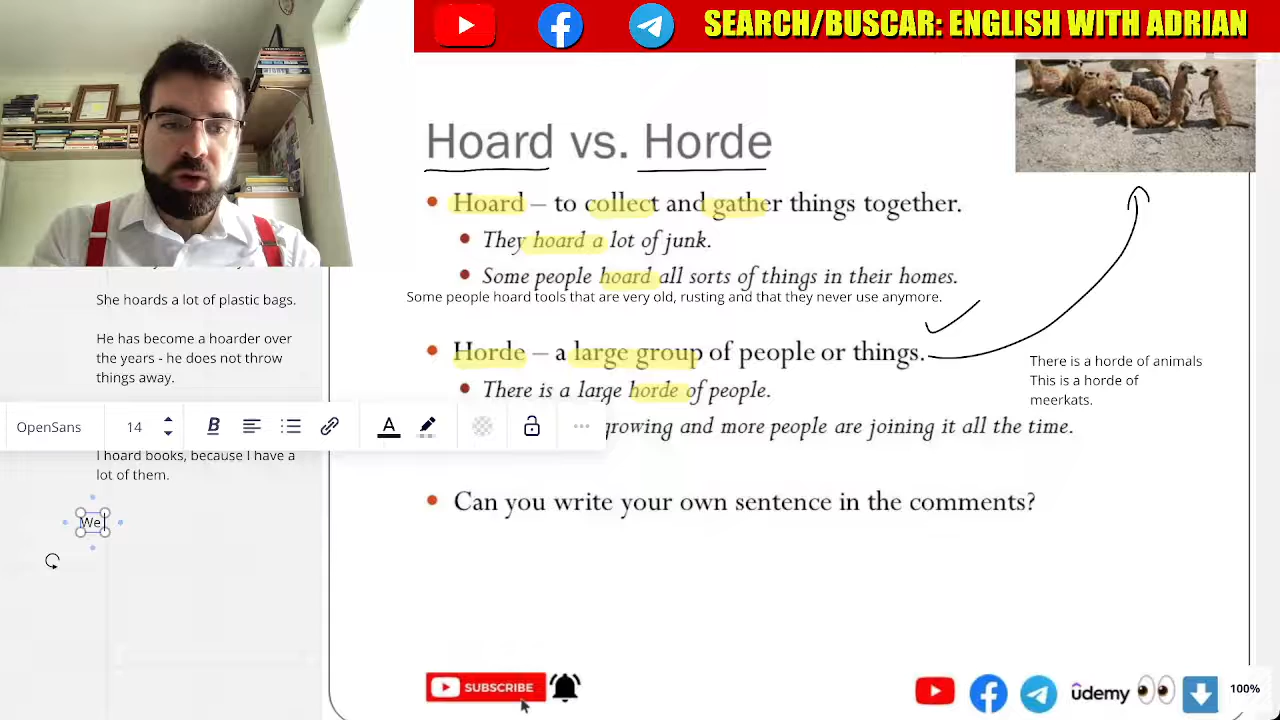 SEARCH/BUSCAR: ENGLISH WITH ADRIAN
Hoard vs. Horde
Hoard – to collect and gather things together.
They hoard a lot of junk.
Some people hoard all sorts of things in their homes.
Some people hoard tools that are very old, rusting and that they never use anymore.
Horde – a large group of people or things.
There is a large horde of people.
growing and more people are joining it all the time.
Can you write your own sentence in the comments?
There is a horde of animals
This is a horde of
meerkats.
She hoards a lot of plastic bags.
He has become a hoarder over
the years - he does not throw
things away.
OpenSans 14 B A
I hoard books, because I have a
lot of them.
We
SUBSCRIBE
udemy
100%